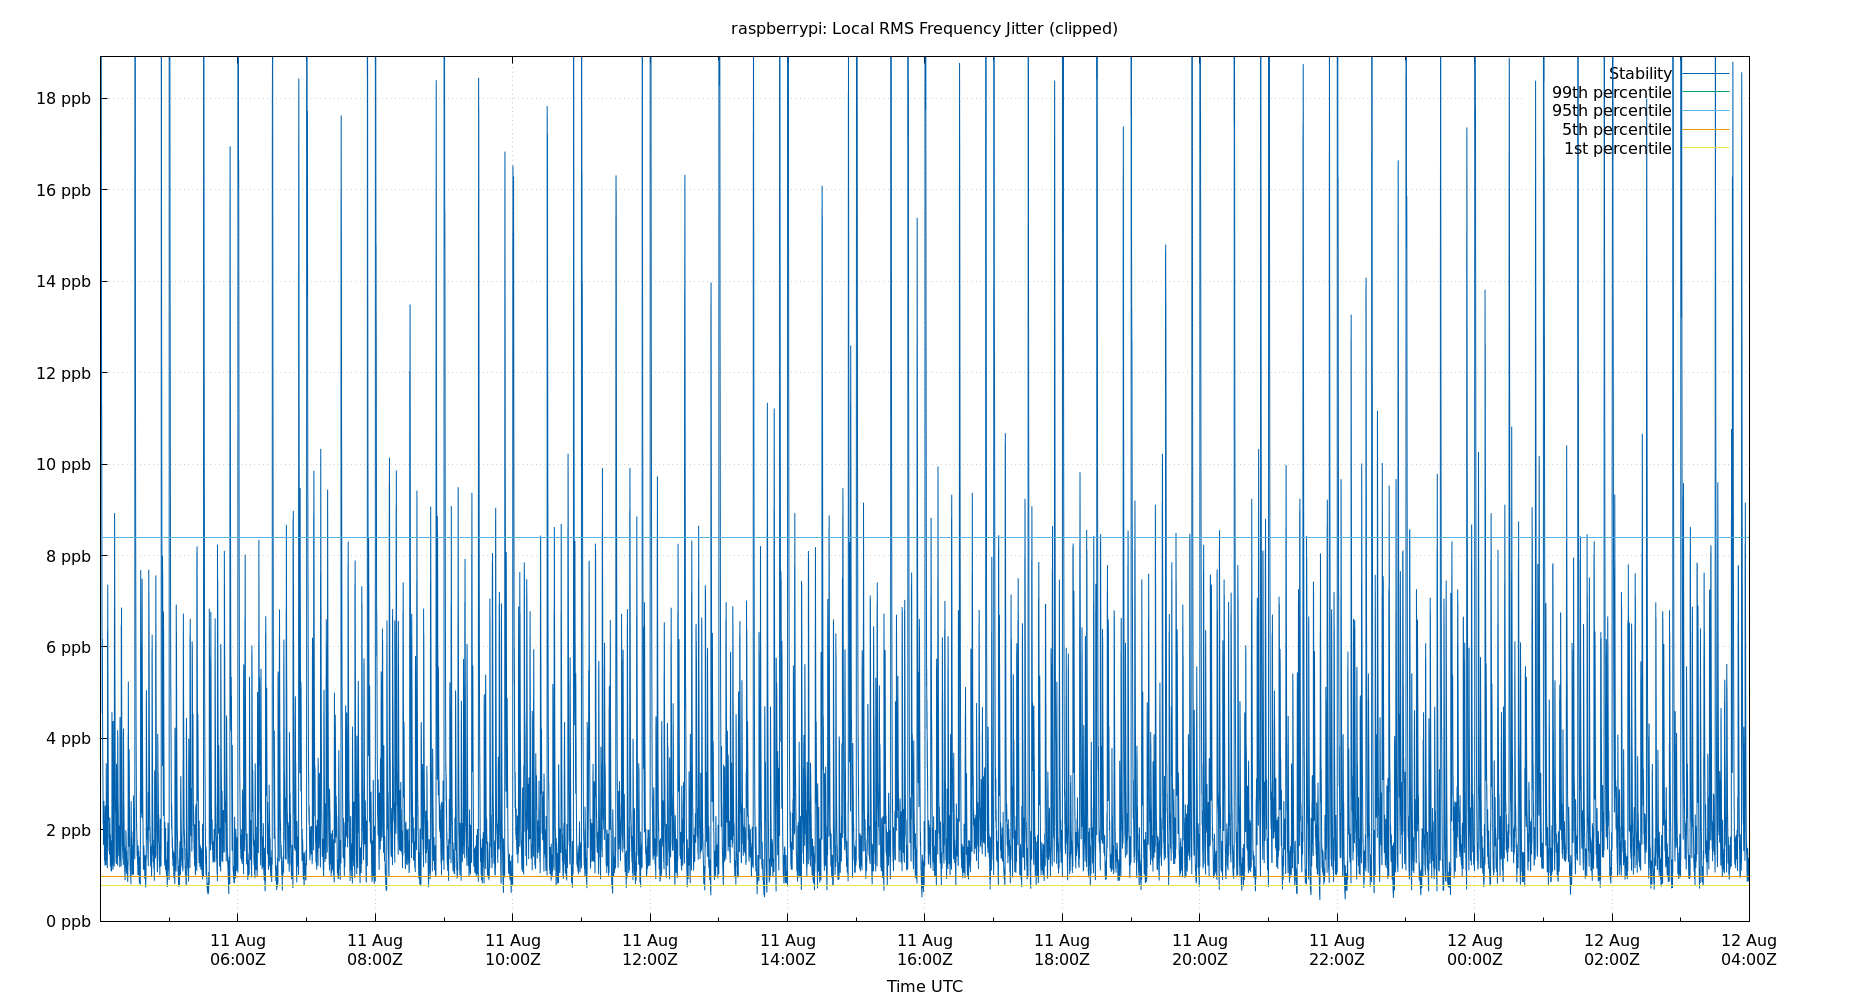 raspberrypi: Local RMS Frequency Jitter (clipped)
Stability
99th percentile
95th percentile
5th percentile
1st percentile
18 ppb
16 ppb
14 ppb
12 ppb
10 ppb
8 ppb
6 ppb
4 ppb
2 ppb
0 ppb
11 Aug 11 Aug 11 Aug 11 Aug 11 Aug 11 Aug 11 Aug 11 Aug 11 Aug 12 Aug 12 Aug 12 Aug
06:00Z 08:00Z 10:00Z 12:00Z 14:00Z 16:00Z 18:00Z 20:00Z 22:00Z 00:00Z 02:00Z 04:00Z
Time UTC